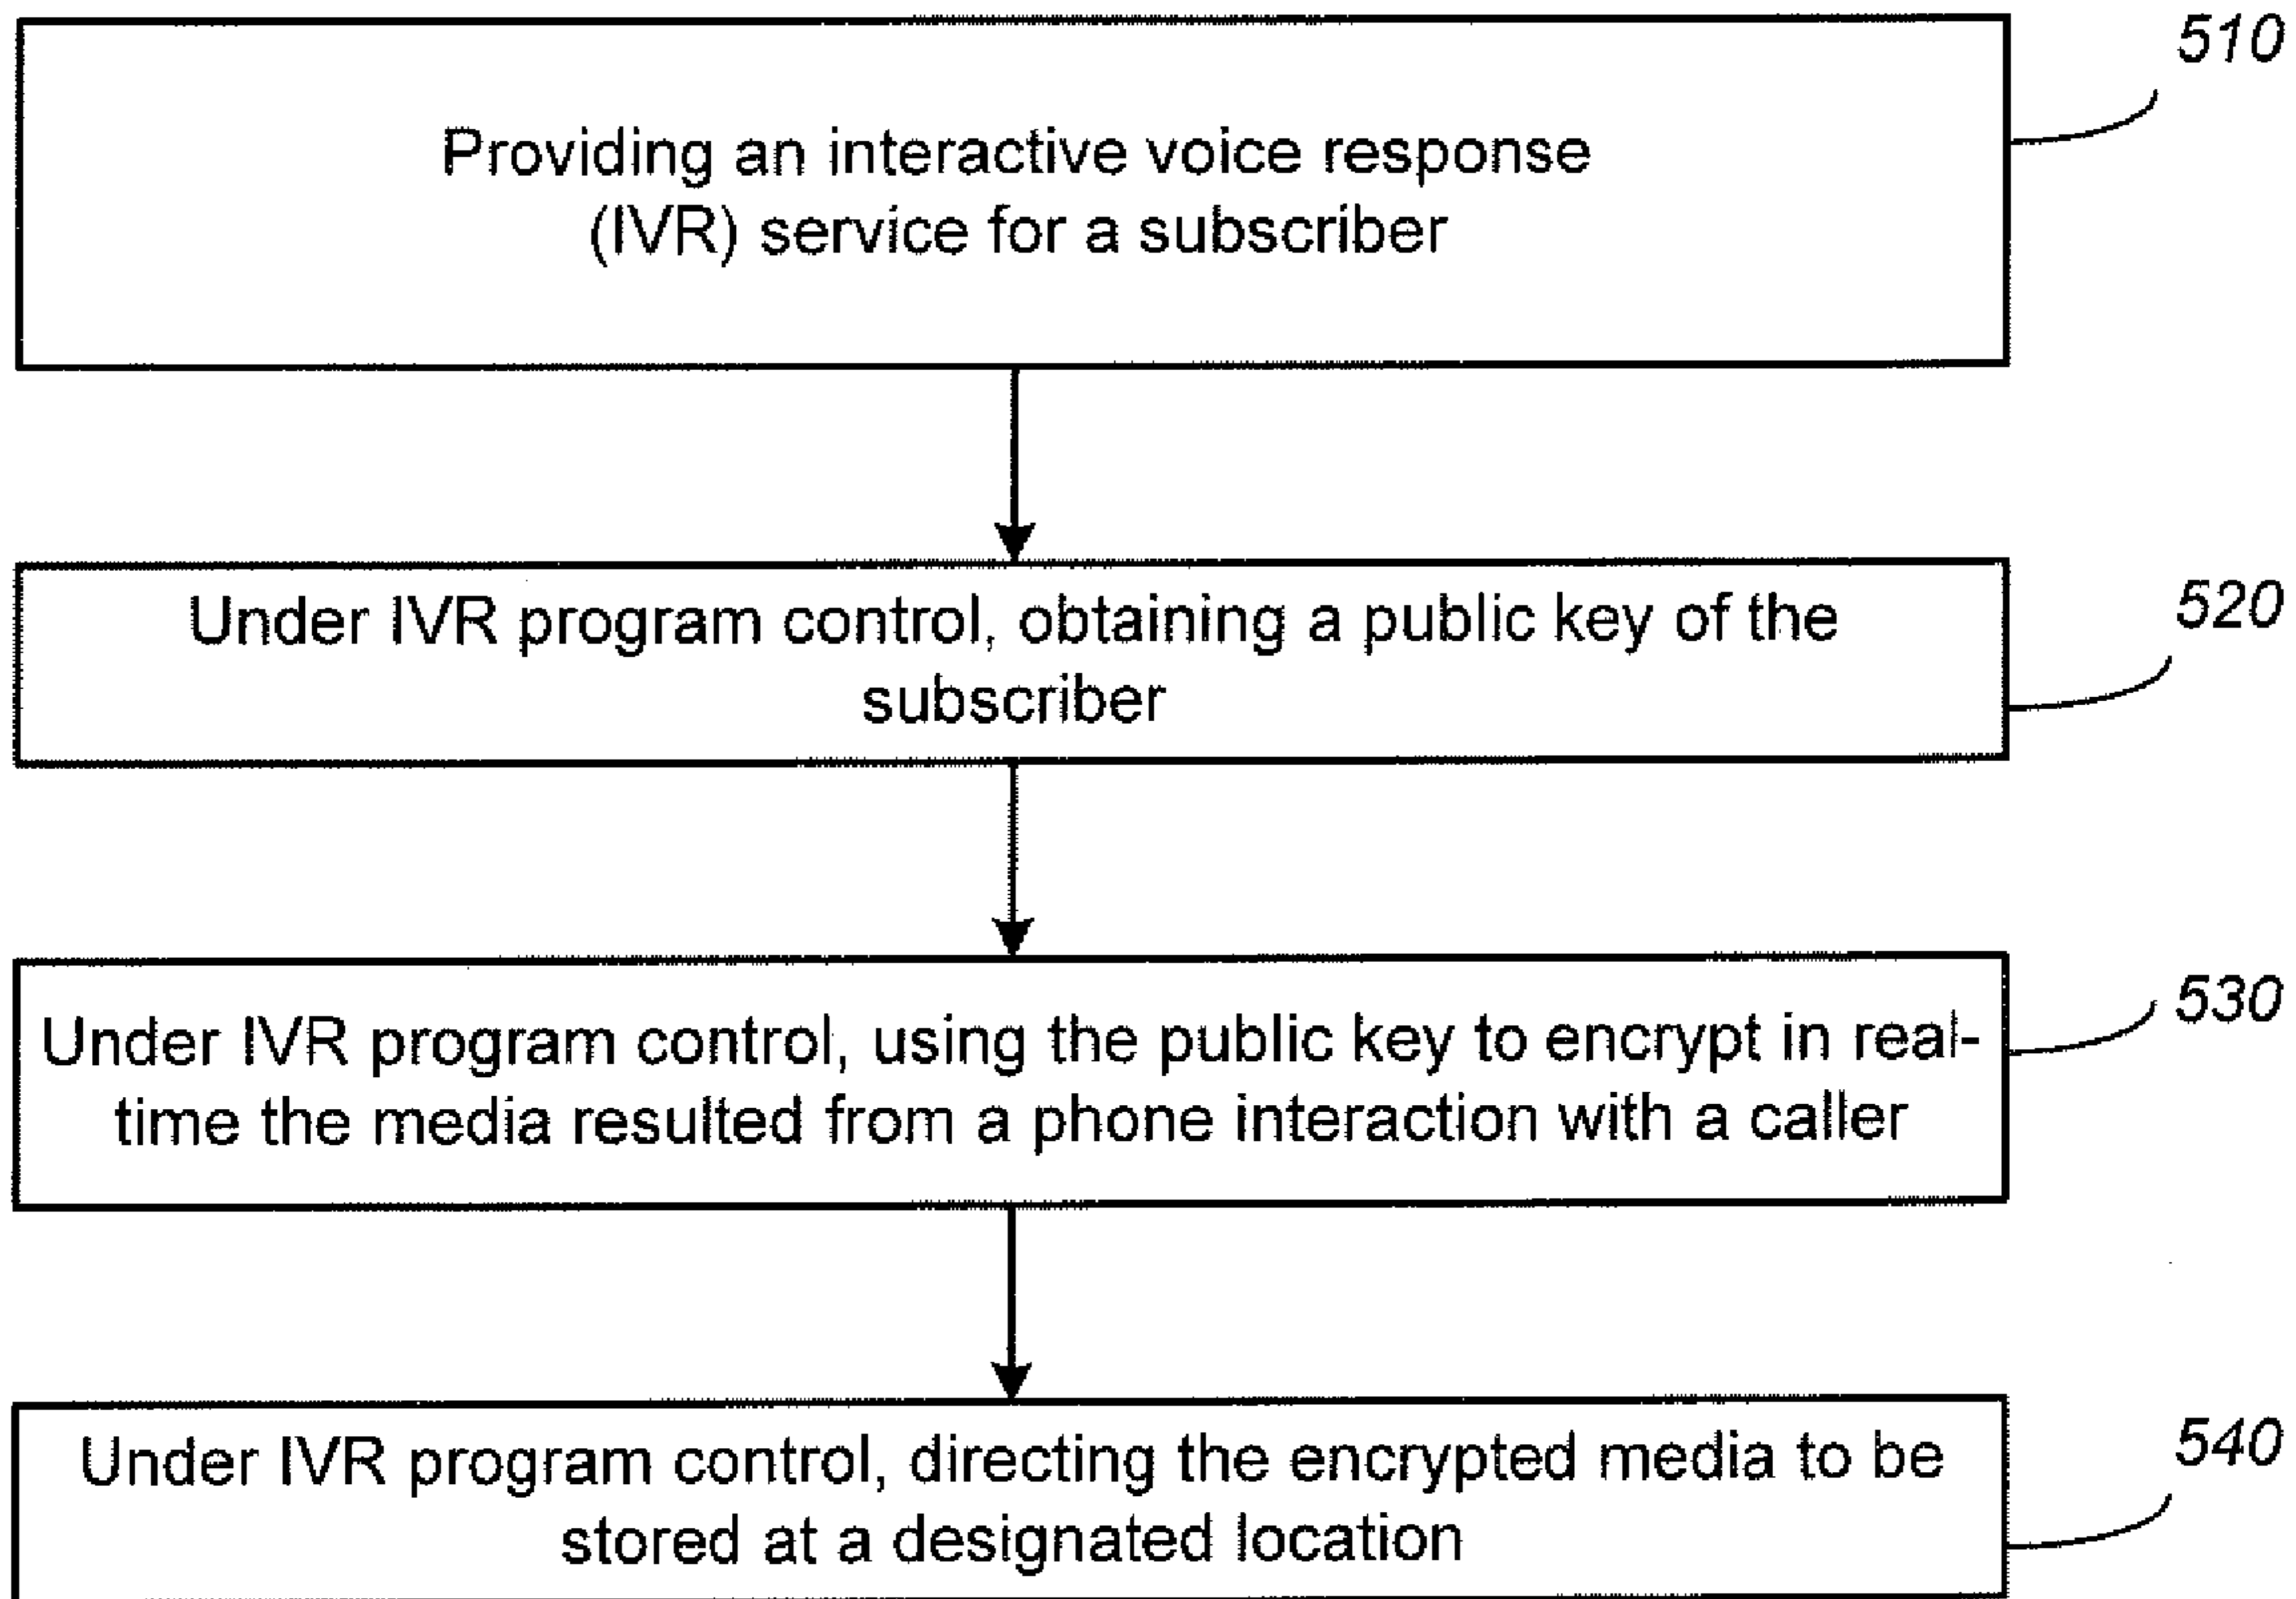 510
Providing an interactive voice response
(IVR) service for a subscriber
520
Under IVR program control, obtaining a public key of the
subscriber
530
Under IVR program control, using the public key to encrypt in real-
time the media resulted from a phone interaction with a caller
540
Under IVR program control, directing the encrypted media to be
stored at a designated location